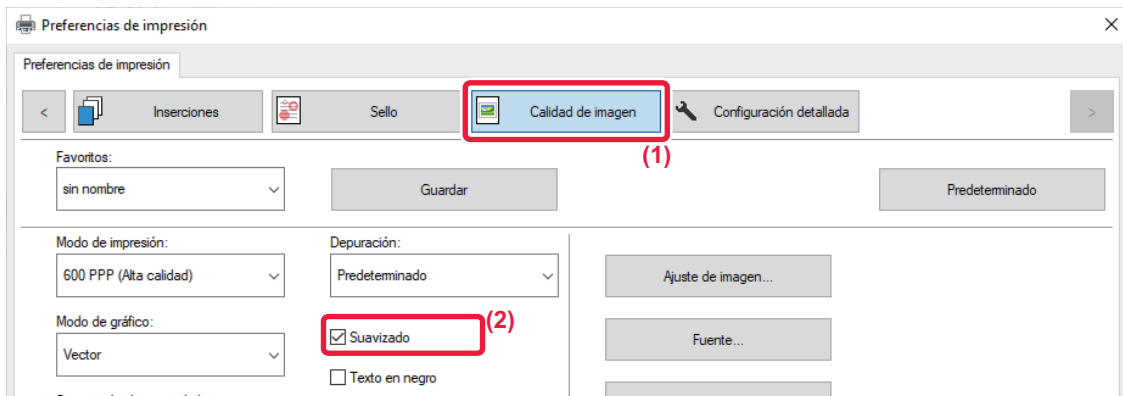 Preferencias de impresión
Preferencias de impresión
< Inserciones Sello Calidad de imagen Configuración detallada >
(1)
Favoritos:
sin nombre Guardar Predeterminado
Modo de impresión: Depuración:
600 PPP (Alta calidad) Predeterminado Ajuste de imagen...
Modo de gráfico: (2)
Vector Suavizado Fuente...
Texto en negro